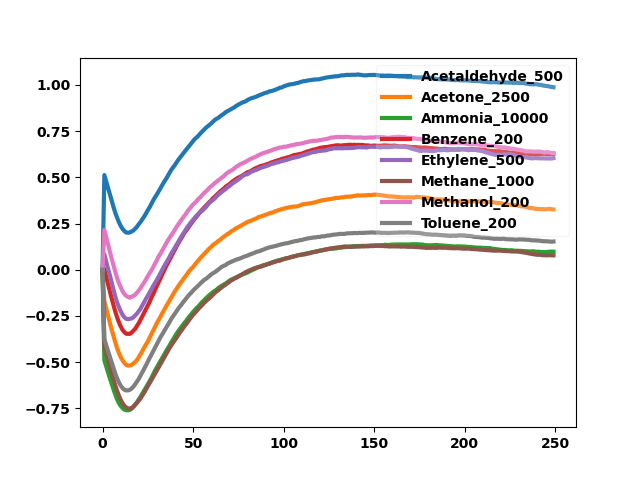 1.00
0.75
0.50
0.25
0.00
−0.25
−0.50
−0.75
0 50 100 150 200 250
Acetaldehyde_500
Acetone_2500
Ammonia_10000
Benzene_200
Ethylene_500
Methane_1000
Methanol_200
Toluene_200